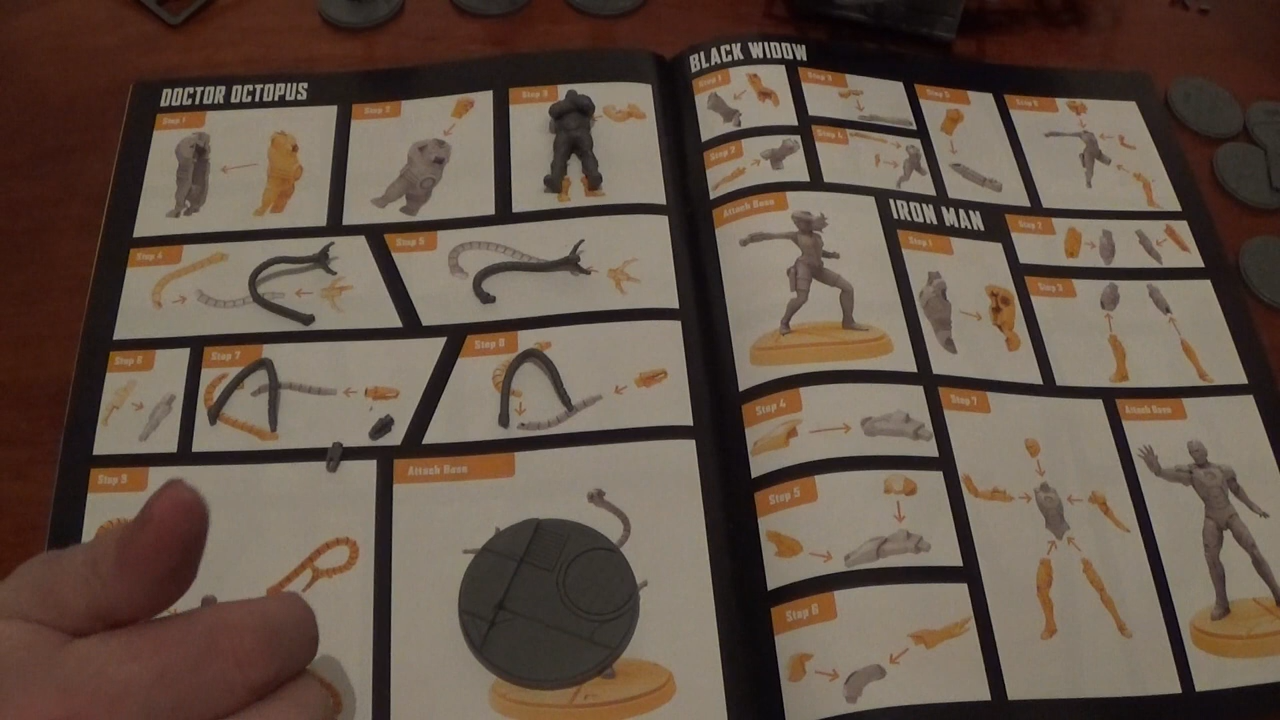 DOCTOR OCTOPUS
Step 1
Step 2
Step 3
Step 4
Step 5
Step 6
Step 7
Step 8
Step 9
Attach Base
BLACK WIDOW
Step 1
Step 2
Step 3
Step 4
Step 5
Step 6
Attach Base
IRON MAN
Step 1
Step 2
Step 3
Step 4
Step 5
Step 6
Step 7
Attach Base